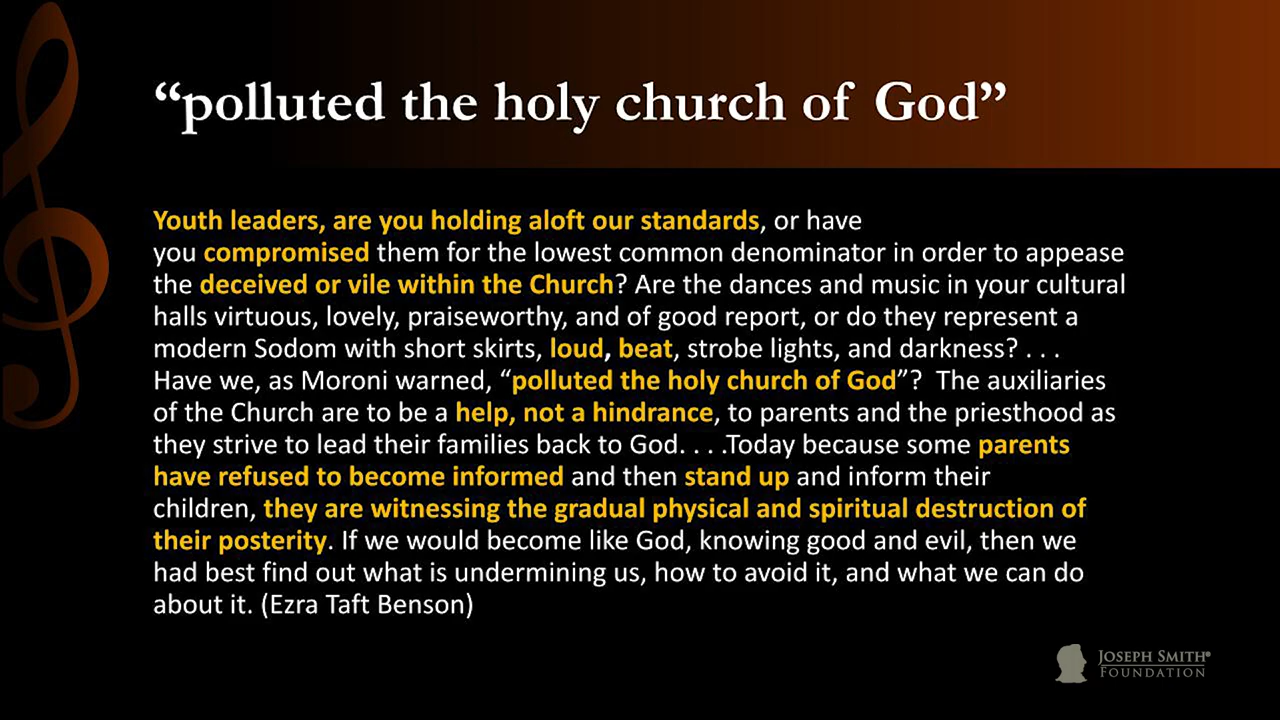 “polluted the holy church of God”
Youth leaders, are you holding aloft our standards, or have
you compromised them for the lowest common denominator in order to appease
the deceived or vile within the Church? Are the dances and music in your cultural
halls virtuous, lovely, praiseworthy, and of good report, or do they represent a
modern Sodom with short skirts, loud, beat, strobe lights, and darkness? . . .
Have we, as Moroni warned, “polluted the holy church of God”?  The auxiliaries
of the Church are to be a help, not a hindrance, to parents and the priesthood as
they strive to lead their families back to God. . . .Today because some parents
have refused to become informed and then stand up and inform their
children, they are witnessing the gradual physical and spiritual destruction of
their posterity. If we would become like God, knowing good and evil, then we
had best find out what is undermining us, how to avoid it, and what we can do
about it. (Ezra Taft Benson)
JOSEPH SMITH®
FOUNDATION